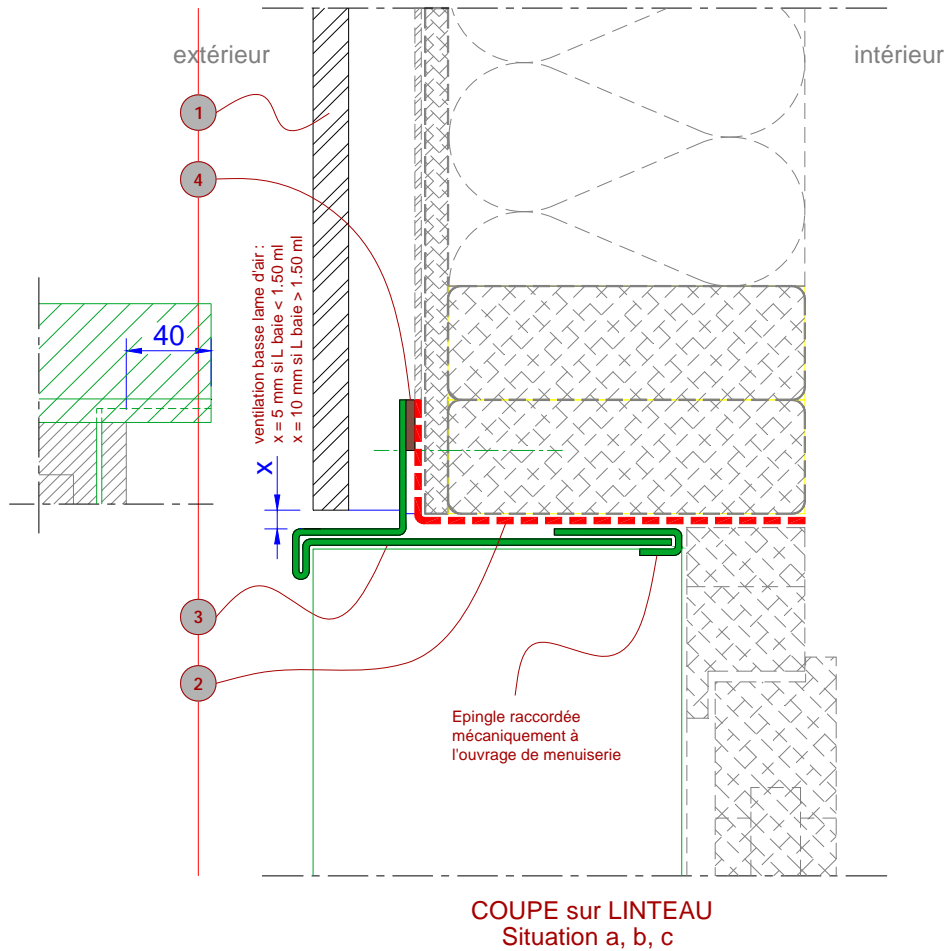 extérieur
intérieur
1
4
ventilation basse lame d'air :
x = 5 mm si L baie < 1.50 ml
x = 10 mm si L baie > 1.50 ml
40
X
3
2
Epingle raccordée
mécaniquement à
l'ouvrage de menuiserie
COUPE sur LINTEAU
Situation a, b, c